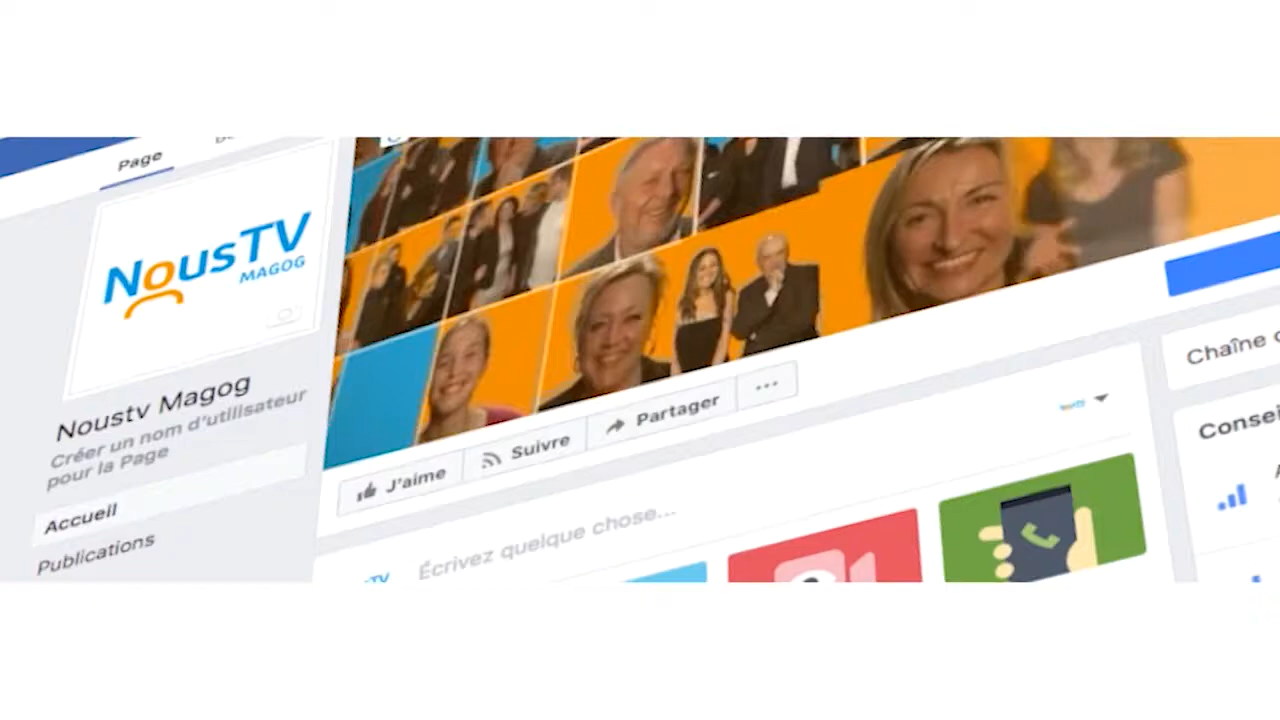 Page
NousTV
MAGOG
Noustv Magog
Créer un nom d'utilisateur
pour la Page
Accueil
Publications
J'aime
Suivre
Partager
...
Écrivez quelque chose...
Chaîne
Consei